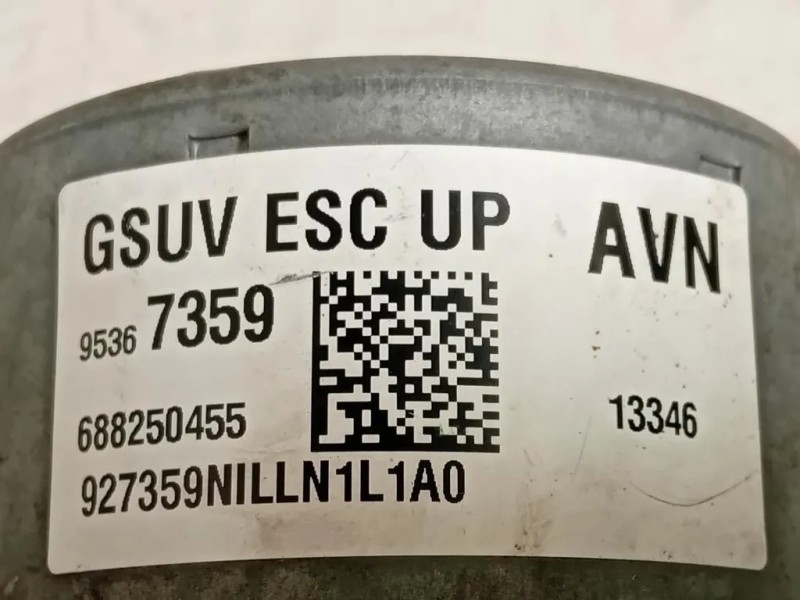 GSUV ESC UP AVN
9536 7359
688250455 13346
927359NILLN1L1A0